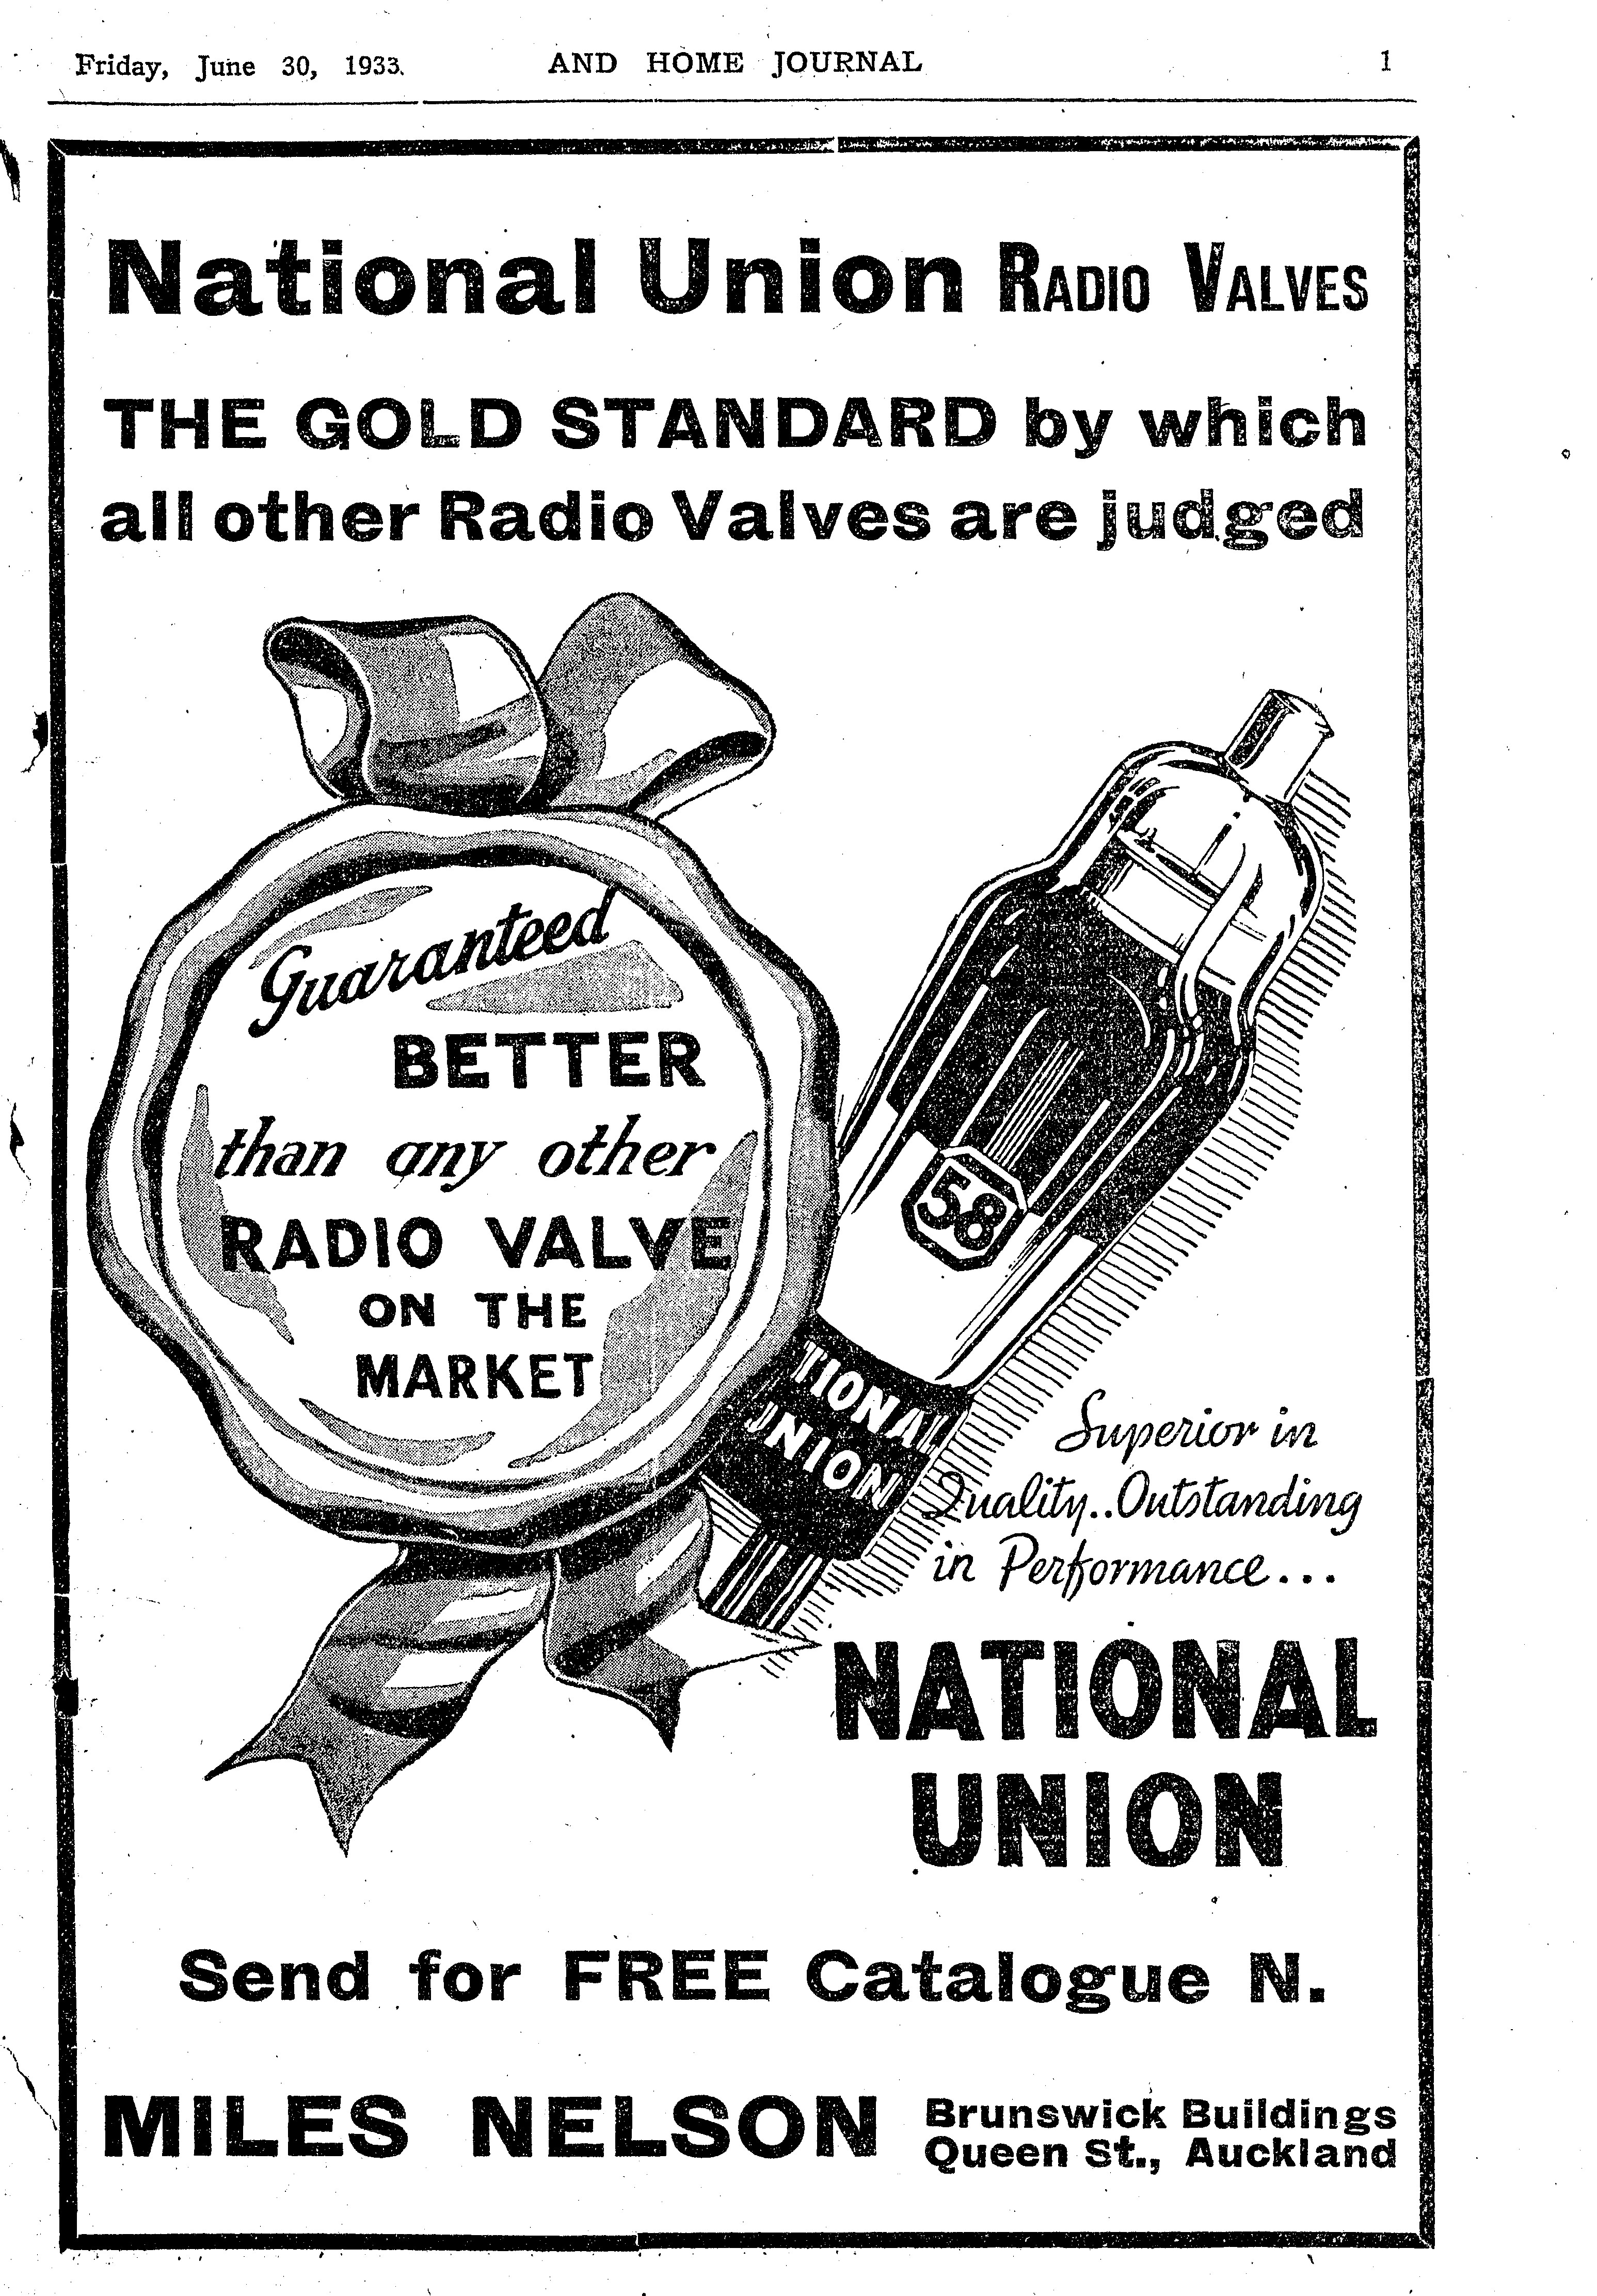 Friday, June 30, 1933. AND HOME JOURNAL 1
National Union RADIO VALVES
THE GOLD STANDARD by which
all other Radio Valves are judged
Guaranteed
BETTER
than any other
RADIO VALVE
ON THE
MARKET
58
TIONAL
UNION
Superior in
Quality..Outstanding
in Performance...
NATIONAL
UNION
Send for FREE Catalogue N.
MILES NELSON Brunswick Buildings
Queen St., Auckland